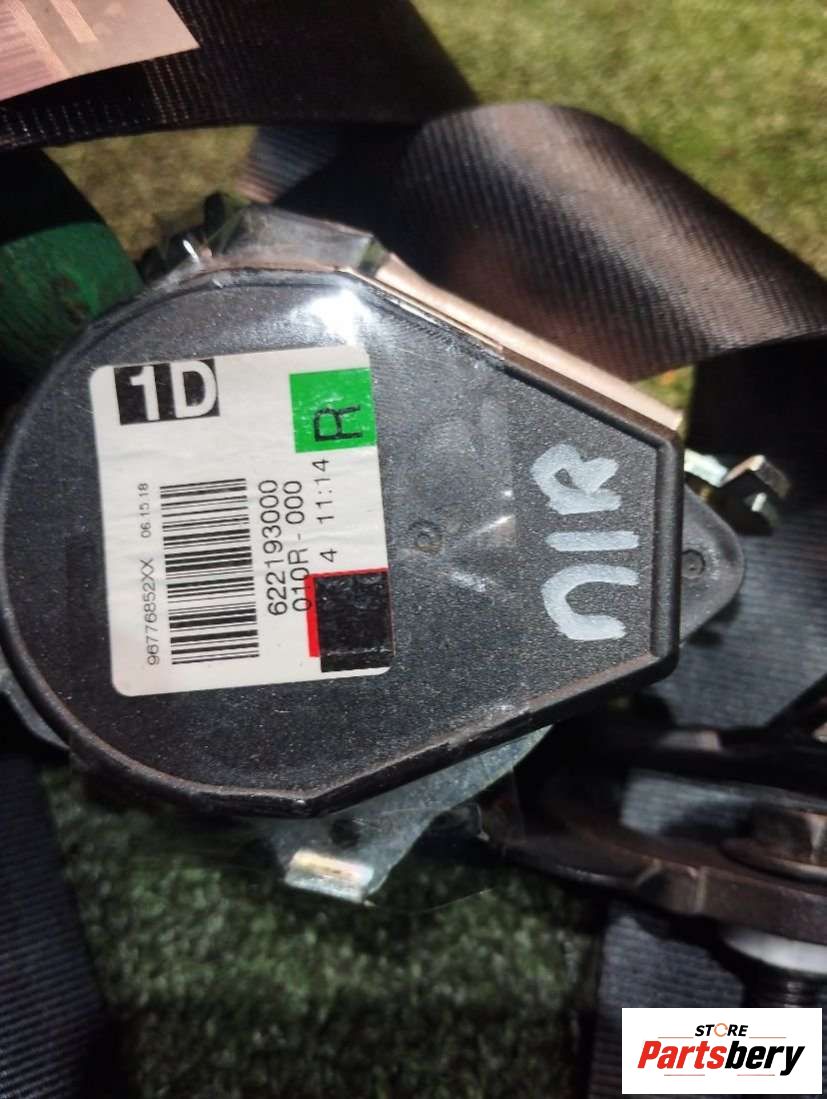 1D
R
96776852XX 06.15.18
622193000
010R - 000
4 11:14
NIR
STORE
Partsbery